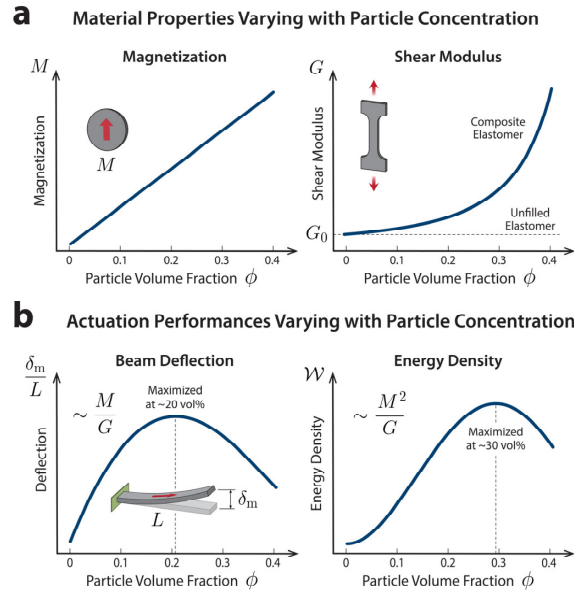 a Material Properties Varying with Particle Concentration
Magnetization
M
Magnetization
M
0 0.1 0.2 0.3 0.4
Particle Volume Fraction ϕ
Shear Modulus
G
Shear Modulus
Composite
Elastomer
Unfilled
Elastomer
G₀
0 0.1 0.2 0.3 0.4
Particle Volume Fraction ϕ
b Actuation Performances Varying with Particle Concentration
Beam Deflection
δm/L
~ M/G
Maximized
at ~20 vol%
Deflection
δm
L
0 0.1 0.2 0.3 0.4
Particle Volume Fraction ϕ
Energy Density
𝒲
~ M²/G
Maximized
at ~30 vol%
Energy Density
0 0.1 0.2 0.3 0.4
Particle Volume Fraction ϕ